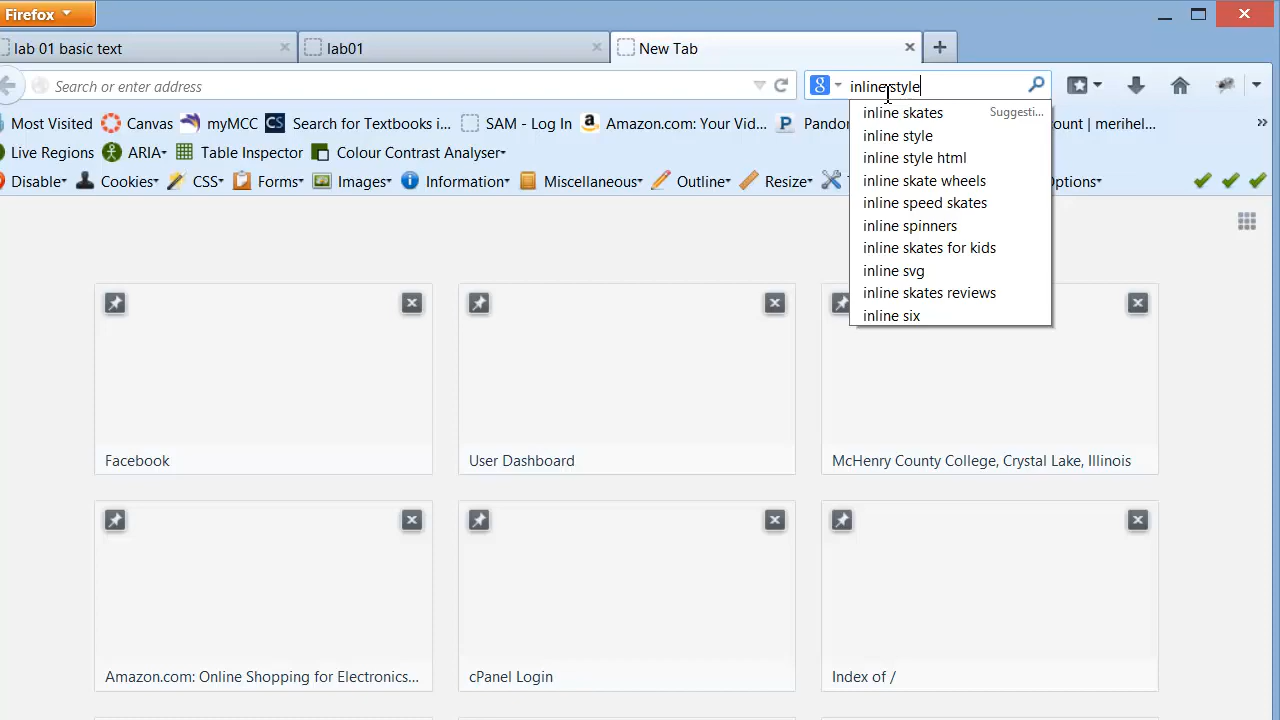 Firefox
lab 01 basic text
lab01
New Tab
Search or enter address
inline style
Most Visited
Canvas
myMCC
Search for Textbooks i...
SAM - Log In
Amazon.com: Your Vid...
Pandor
ount | merihel...
Live Regions
ARIA
Table Inspector
Colour Contrast Analyser
Disable
Cookies
CSS
Forms
Images
Information
Miscellaneous
Outline
Resize
T
Options
inline skates Suggesti...
inline style
inline style html
inline skate wheels
inline speed skates
inline spinners
inline skates for kids
inline svg
inline skates reviews
inline six
Facebook
User Dashboard
McHenry County College, Crystal Lake, Illinois
Amazon.com: Online Shopping for Electronics...
cPanel Login
Index of /